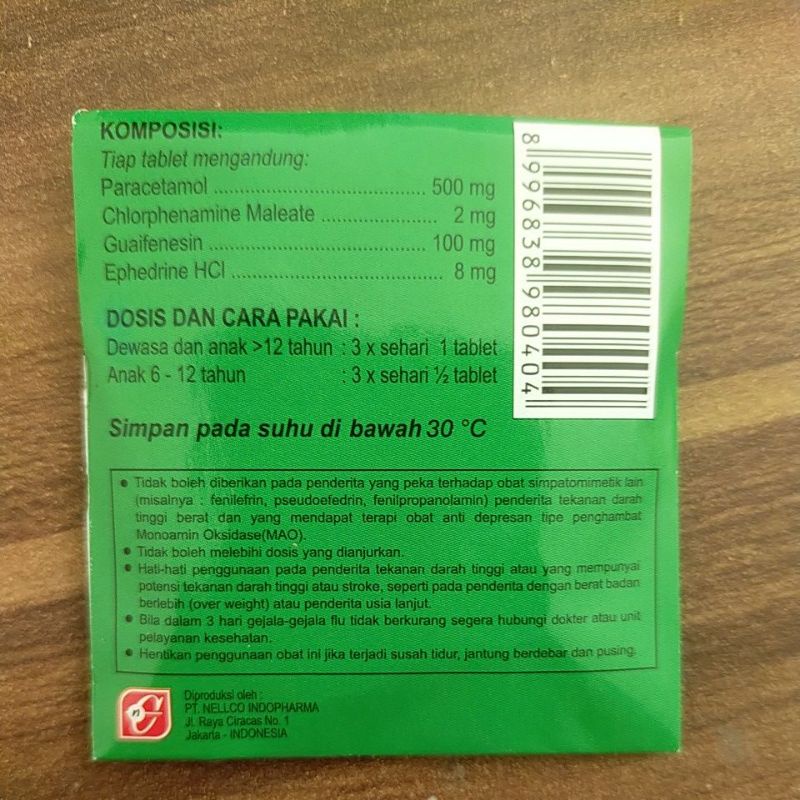 KOMPOSISI:
Tiap tablet mengandung:
Paracetamol ................................. 500 mg
Chlorphenamine Maleate .................. 2 mg
Guaifenesin ................................... 100 mg
Ephedrine HCl ................................ 8 mg
DOSIS DAN CARA PAKAI :
Dewasa dan anak >12 tahun : 3 x sehari 1 tablet
Anak 6 - 12 tahun : 3 x sehari ½ tablet
Simpan pada suhu di bawah 30 °C
8 996838 980404
• Tidak boleh diberikan pada penderita yang peka terhadap obat simpatomimetik lain
(misalnya : fenilefrin, pseudoefedrin, fenilpropanolamin) penderita tekanan darah
tinggi berat dan yang mendapat terapi obat anti depresan tipe penghambat
Monoamin Oksidase(MAO).
• Tidak boleh melebihi dosis yang dianjurkan.
• Hati-hati penggunaan pada penderita tekanan darah tinggi atau yang mempunyai
potensi tekanan darah tinggi atau stroke, seperti pada penderita dengan berat badan
berlebih (over weight) atau penderita usia lanjut.
• Bila dalam 3 hari gejala-gejala flu tidak berkurang segera hubungi dokter atau unit
pelayanan kesehatan.
• Hentikan penggunaan obat ini jika terjadi susah tidur, jantung berdebar dan pusing.
Diproduksi oleh :
PT. NELLCO INDOPHARMA
Jl. Raya Ciracas No. 1
Jakarta - INDONESIA